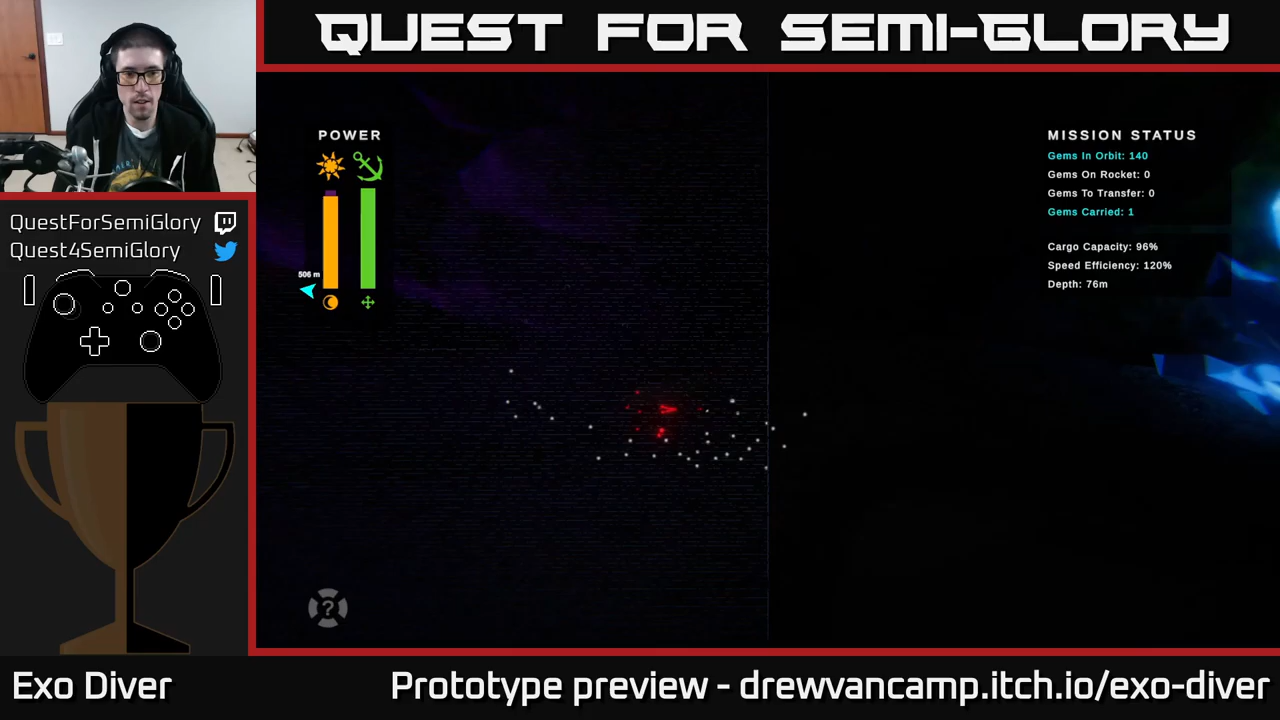 QUEST FOR SEMI-GLORY
QuestForSemiGlory
Quest4SemiGlory
POWER
506 m
?
MISSION STATUS
Gems In Orbit: 140
Gems On Rocket: 0
Gems To Transfer: 0
Gems Carried: 1
Cargo Capacity: 96%
Speed Efficiency: 120%
Depth: 76m
Exo Diver
Prototype preview - drewvancamp.itch.io/exo-diver